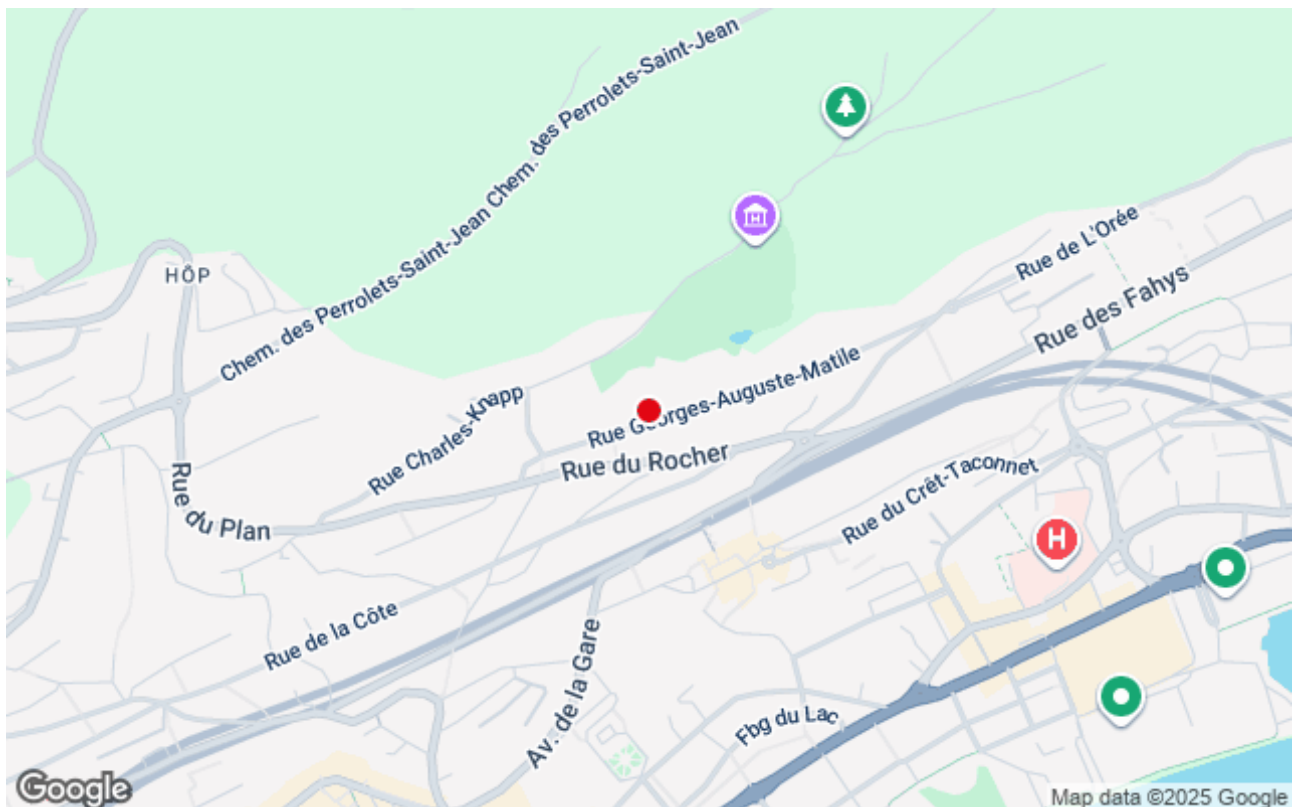 Chem. des Perrolets-Saint-Jean
Chem. des Perrolets-Saint-Jean
HÔP
Rue de L'Orée
Rue des Fahys
Rue Georges-Auguste-Matile
Rue Charles-Knapp
Rue du Rocher
Rue du Plan
Rue du Crêt-Taconnet
H
Rue de la Côte
Av. de la Gare
Fbg du Lac
Google
Map data ©2025 Google